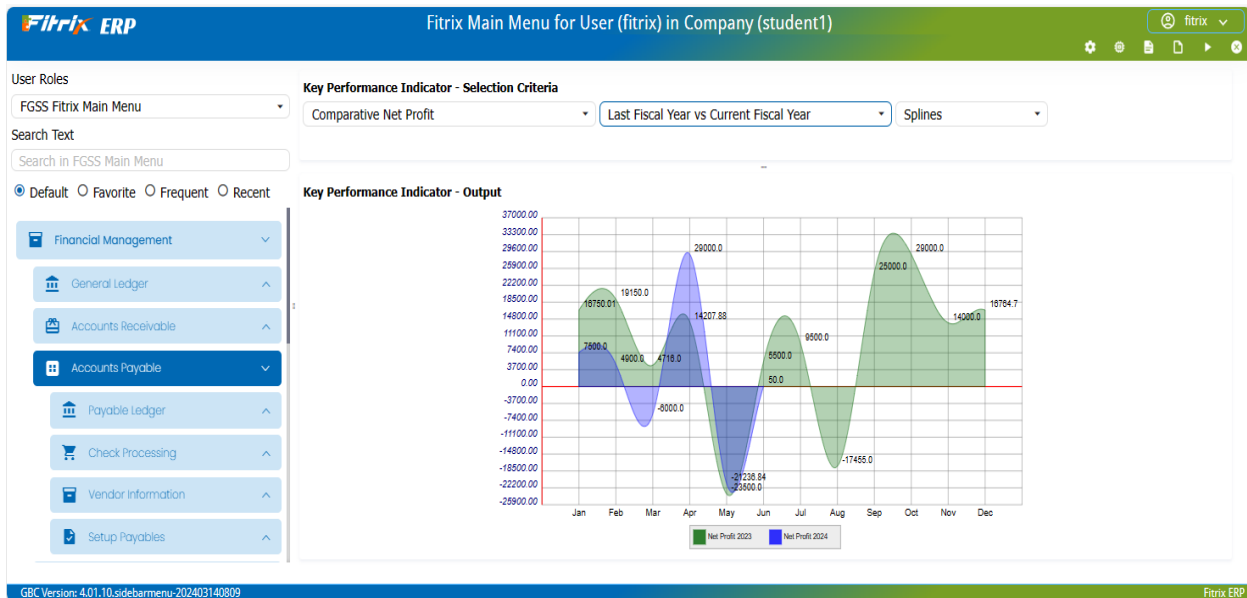 Fitrix ERP
Fitrix Main Menu for User (fitrix) in Company (student1)
fitrix
User Roles
FGSS Fitrix Main Menu
Search Text
Search in FGSS Main Menu
Default Favorite Frequent Recent
Financial Management
General Ledger
Accounts Receivable
Accounts Payable
Payable Ledger
Check Processing
Vendor Information
Setup Payables
Key Performance Indicator - Selection Criteria
Comparative Net Profit
Last Fiscal Year vs Current Fiscal Year
Splines
Key Performance Indicator - Output
37000.00
33300.00
29600.00
25900.00
22200.00
18500.00
14800.00
11100.00
7400.00
3700.00
0.00
-3700.00
-7400.00
-11100.00
-14800.00
-18500.00
-22200.00
-25900.00
16750.01
19150.0
7500.0
4900.0
4716.0
-8000.0
29000.0
14207.88
-21236.84
-23500.0
5500.0
50.0
9500.0
-17455.0
25000.0
29000.0
14000.0
16764.7
Jan Feb Mar Apr May Jun Jul Aug Sep Oct Nov Dec
Net Profit 2023 Net Profit 2024
GBC Version: 4.01.10.sidebarmenu-202403140809
Fitrix ERP